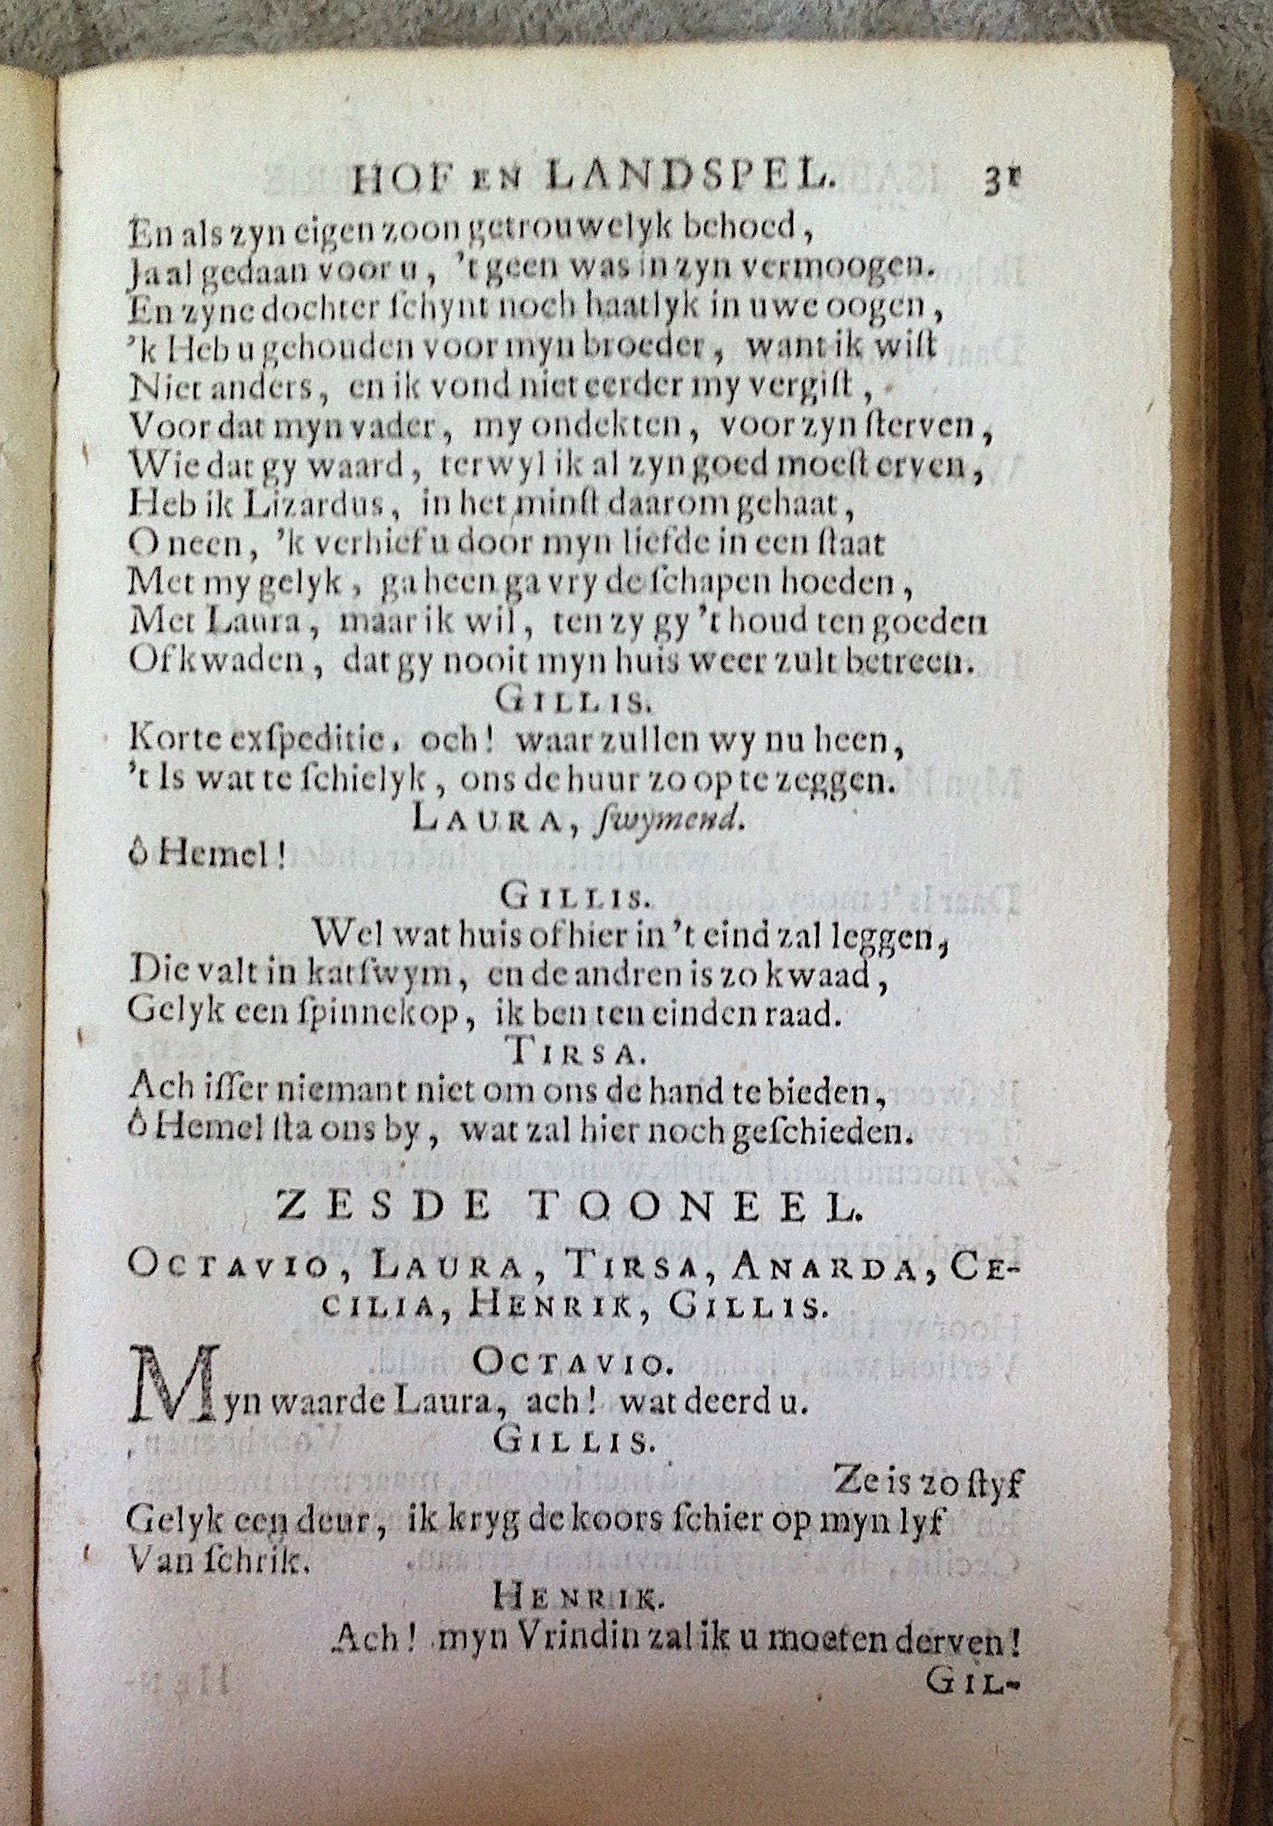 HOF EN LANDSPEL. 31
En als zyn eigen zoon getrouwelyk behoed,
Ja al gedaan voor u, 't geen was in zyn vermoogen.
En zyne dochter ſchynt noch haatlyk in uwe oogen,
'k Heb u gehouden voor myn broeder, want ik wiſt
Niet anders, en ik vond niet eerder my vergiſt,
Voor dat myn vader, my ondekten, voor zyn ſterven,
Wie dat gy waard, terwyl ik al zyn goed moeſt erven,
Heb ik Lizardus, in het minſt daarom gehaat,
O neen, 'k verhief u door myn liefde in een ſtaat
Met my gelyk, ga heen ga vry de ſchapen hoeden,
Met Laura, maar ik wil, ten zy gy 't houd ten goeden
Of kwaden, dat gy nooit myn huis weer zult betreen.
GILLIS.
Korte exſpeditie. och! waar zullen wy nu heen,
't Is wat te ſchielyk, ons de huur zo op te zeggen.
LAURA, ſwymend.
ô Hemel!
GILLIS.
Wel wat huis of hier in 't eind zal leggen,
Die valt in katſwym, en de andren is zo kwaad,
Gelyk een ſpinnekop, ik ben ten einden raad.
TIRSA.
Ach iſſer niemant niet om ons de hand te bieden,
ô Hemel ſta ons by, wat zal hier noch geſchieden.
ZESDE TOONEEL.
OCTAVIO, LAURA, TIRSA, ANARDA, CE-
CILIA, HENRIK, GILLIS.
OCTAVIO.
Myn waarde Laura, ach! wat deerd u.
GILLIS.
Ze is zo ſtyf
Gelyk een deur, ik kryg de koors ſchier op myn lyf
Van ſchrik.
HENRIK.
Ach! myn Vrindin zal ik u moeten derven!
GIL-